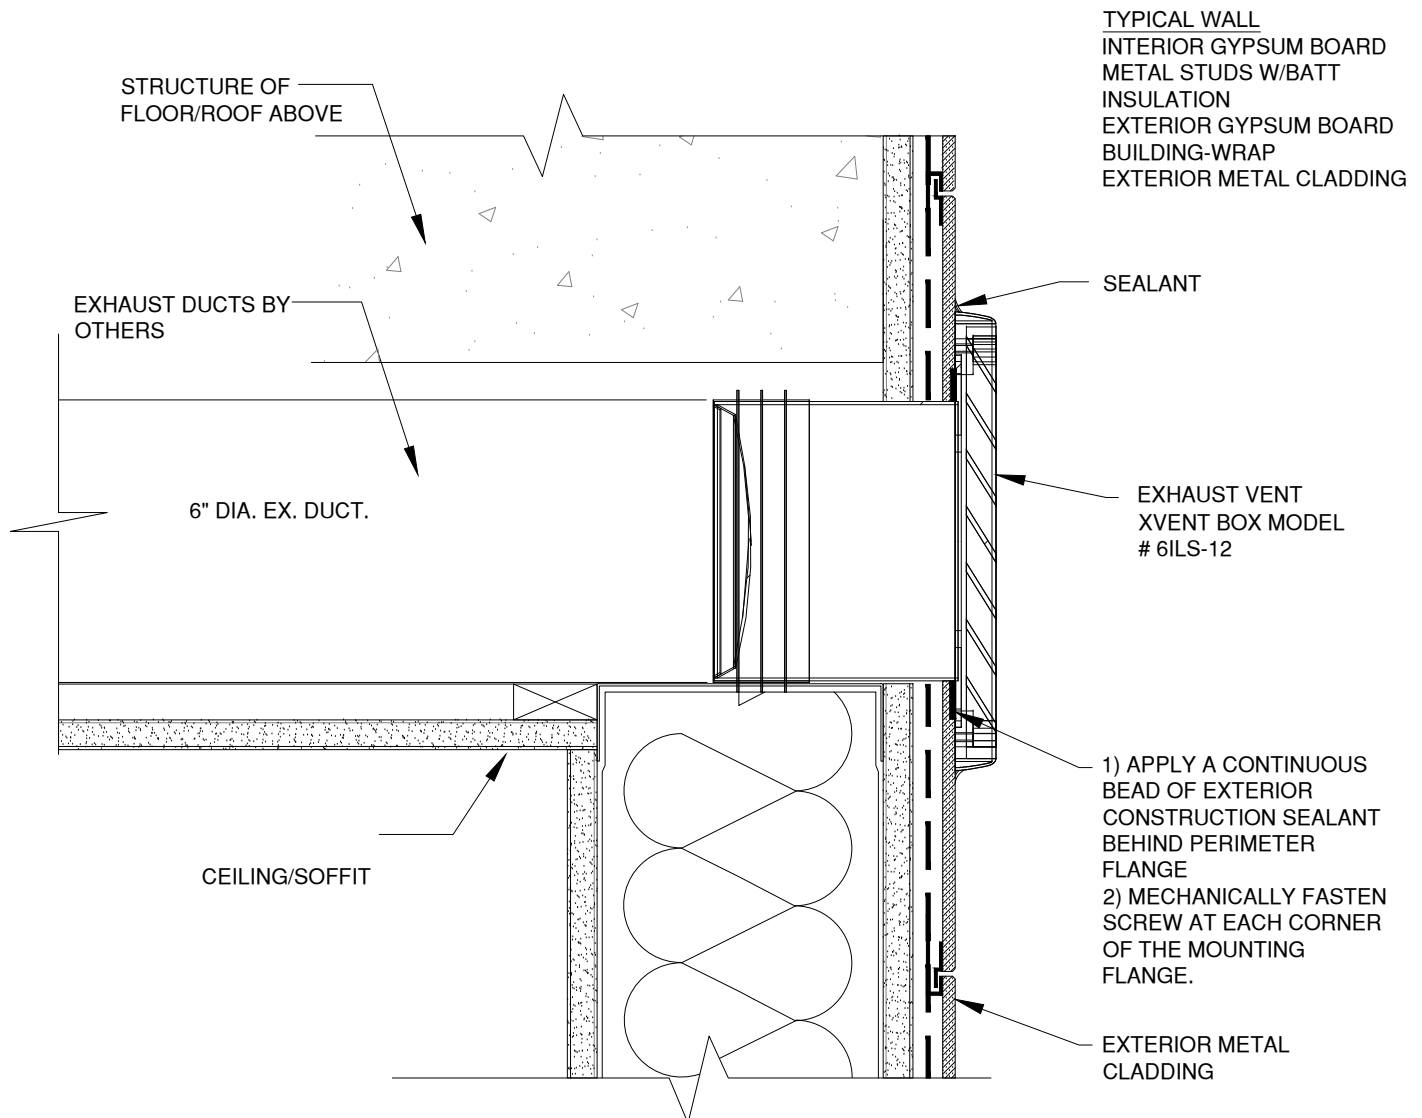 TYPICAL WALL
INTERIOR GYPSUM BOARD
METAL STUDS W/BATT
INSULATION
EXTERIOR GYPSUM BOARD
BUILDING-WRAP
EXTERIOR METAL CLADDING
STRUCTURE OF
FLOOR/ROOF ABOVE
SEALANT
EXHAUST DUCTS BY
OTHERS
6" DIA. EX. DUCT.
EXHAUST VENT
XVENT BOX MODEL
# 6ILS-12
1) APPLY A CONTINUOUS
BEAD OF EXTERIOR
CONSTRUCTION SEALANT
BEHIND PERIMETER
FLANGE
2) MECHANICALLY FASTEN
SCREW AT EACH CORNER
OF THE MOUNTING
FLANGE.
CEILING/SOFFIT
EXTERIOR METAL
CLADDING